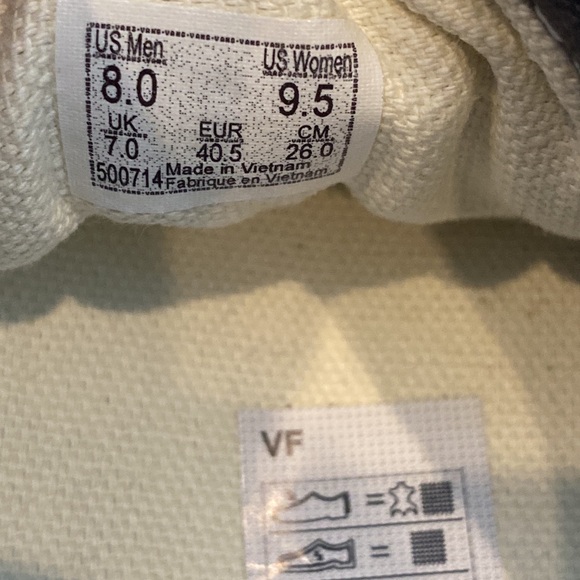 US Men US Women
8.0 9.5
UK EUR CM
7.0 40.5 26.0
500714 Made in Vietnam
Fabrique en Vietnam
VF
= 
=